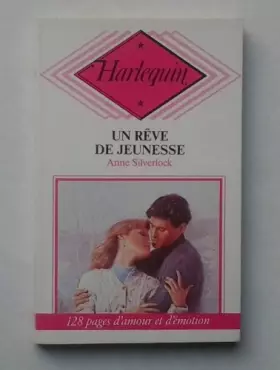 Harlequin
UN RÊVE
DE JEUNESSE
Anne Silverlock
128 pages d'amour et d'émotion